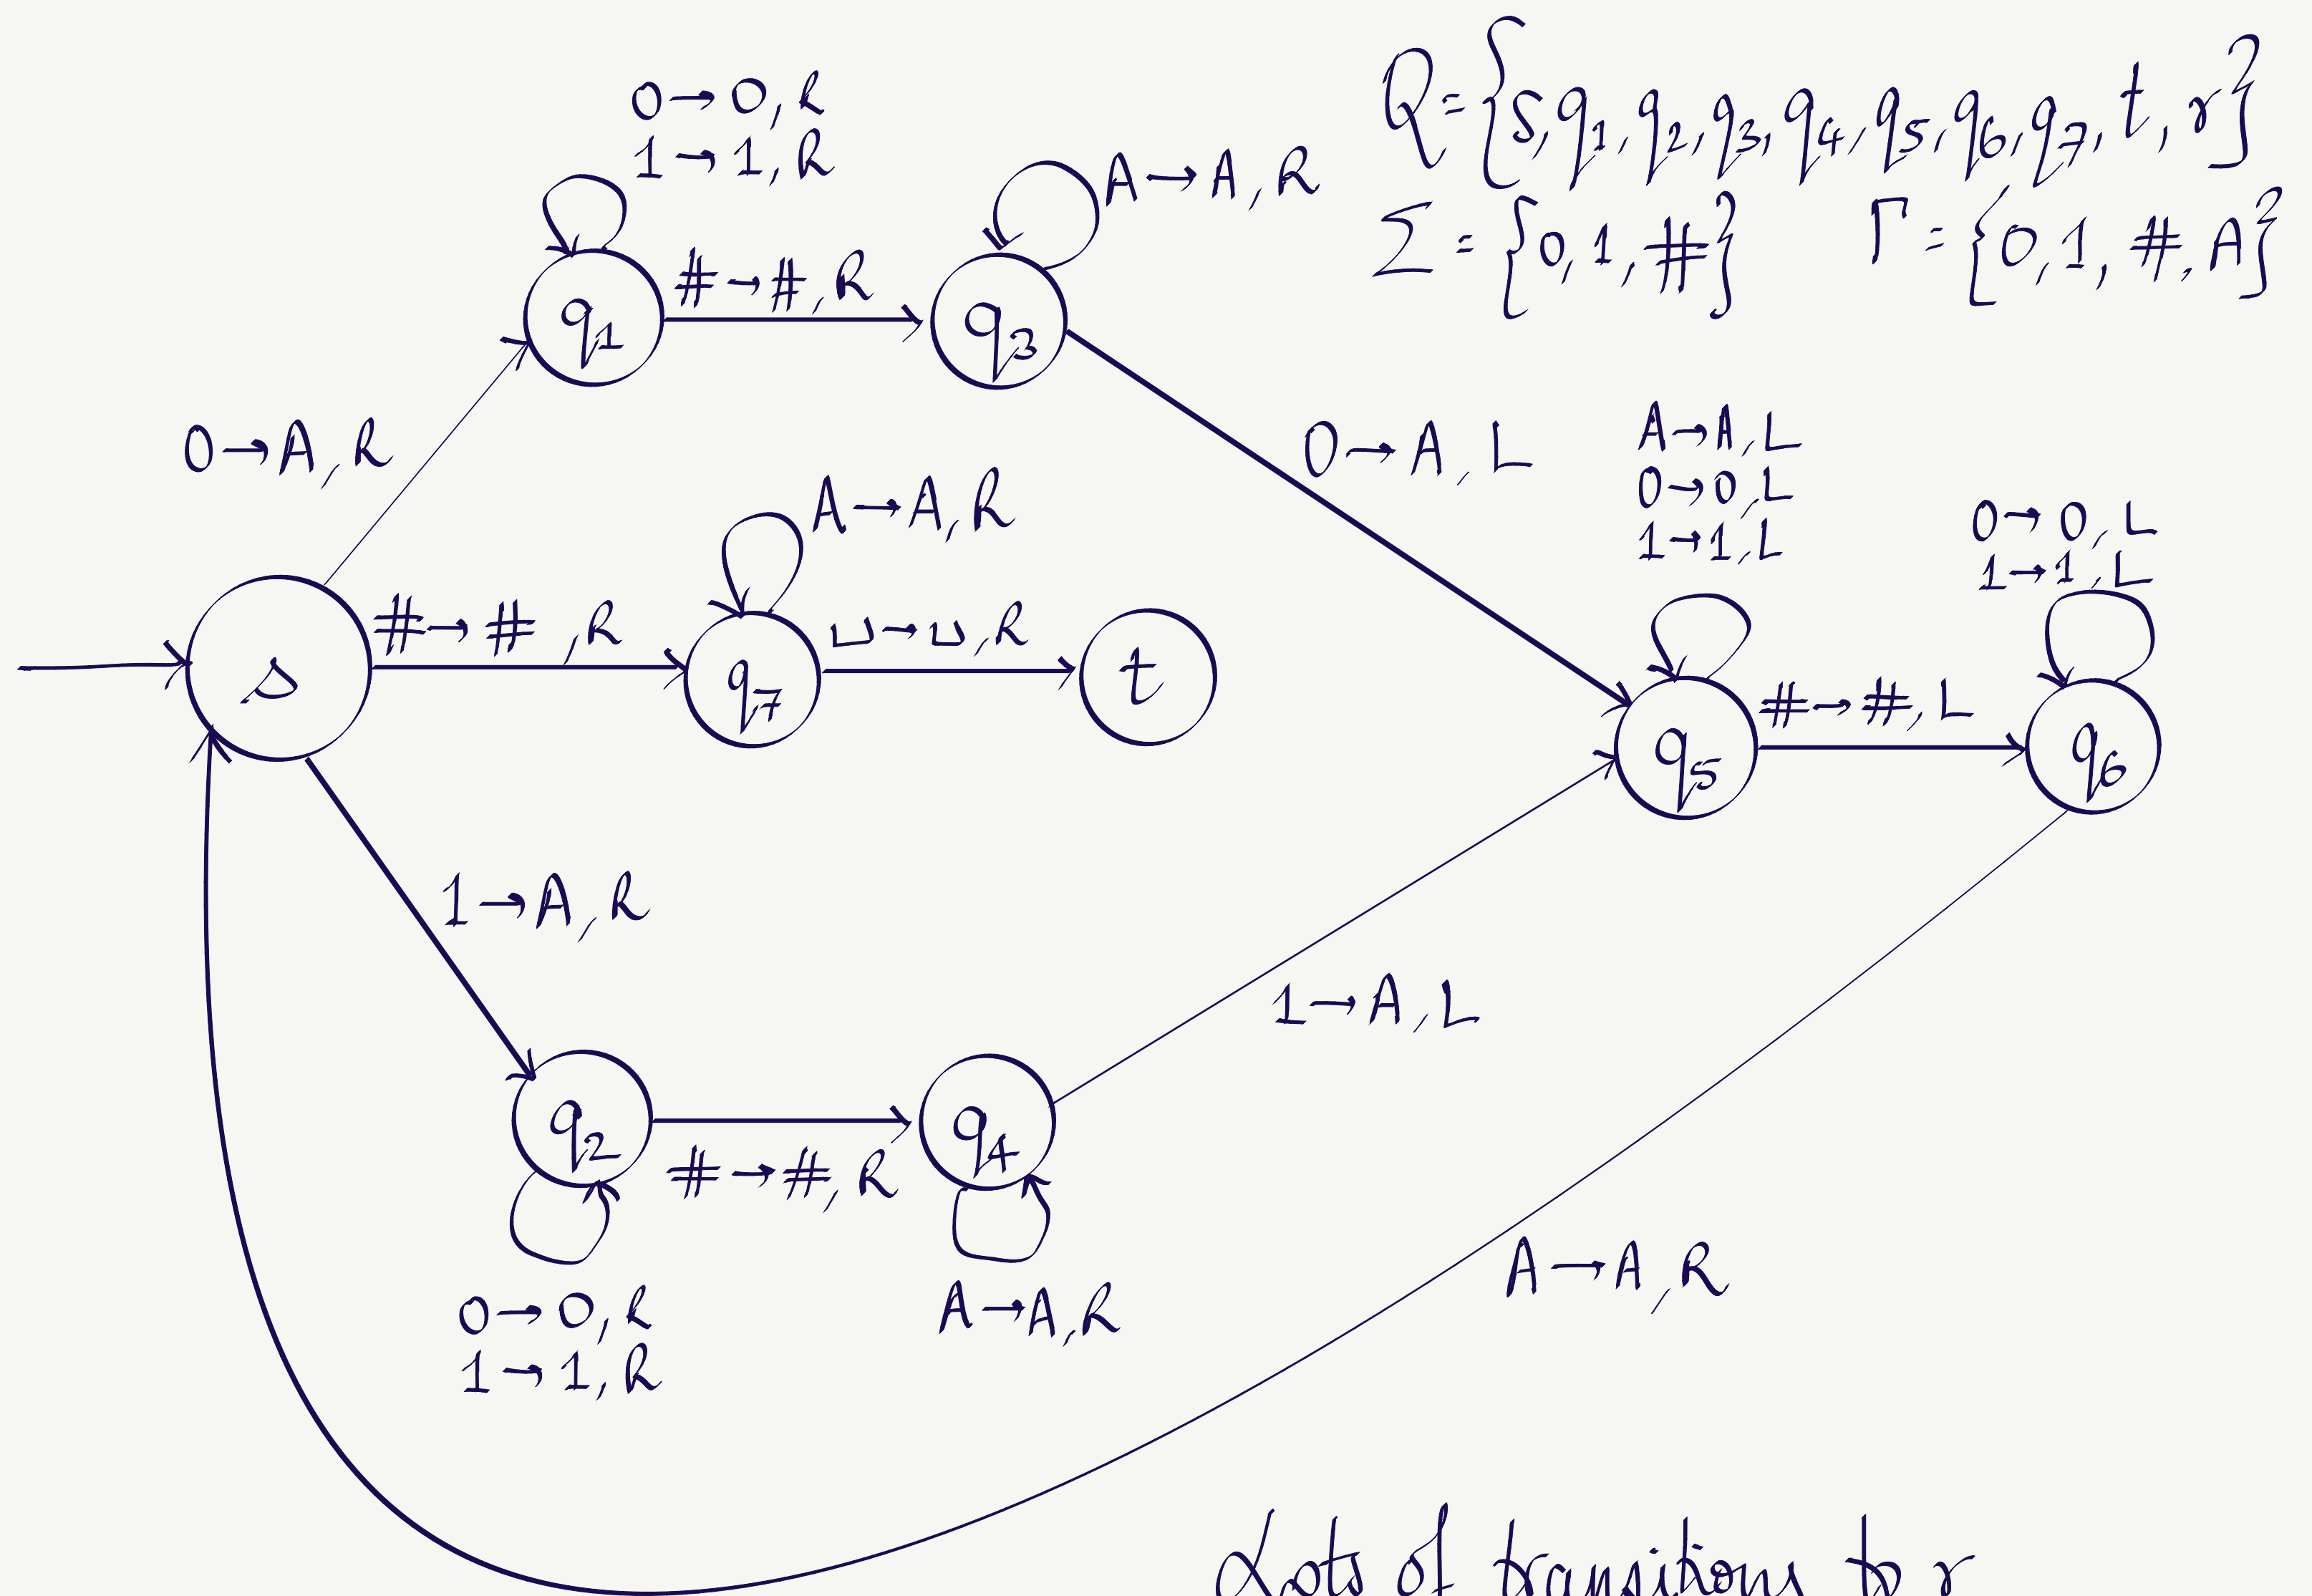 Q = {s, q1, q2, q3, q4, q5, q6, q7, t, r}
Σ = {0, 1, #} Γ = {0, 1, #, A}
0→0, R
1→1, R
A→A, R
q1
#→#, R
q3
0→A, R
0→A, L
A→A, L
0→0, L
1→1, L
0→0, L
1→1, L
A→A, R
s
#→#, R
q7
⊔→⊔, R
t
q5
#→#, L
q6
1→A, R
1→A, L
q2
#→#, R
q4
0→0, R
1→1, R
A→A, R
A→A, R
Lots of transitions to r